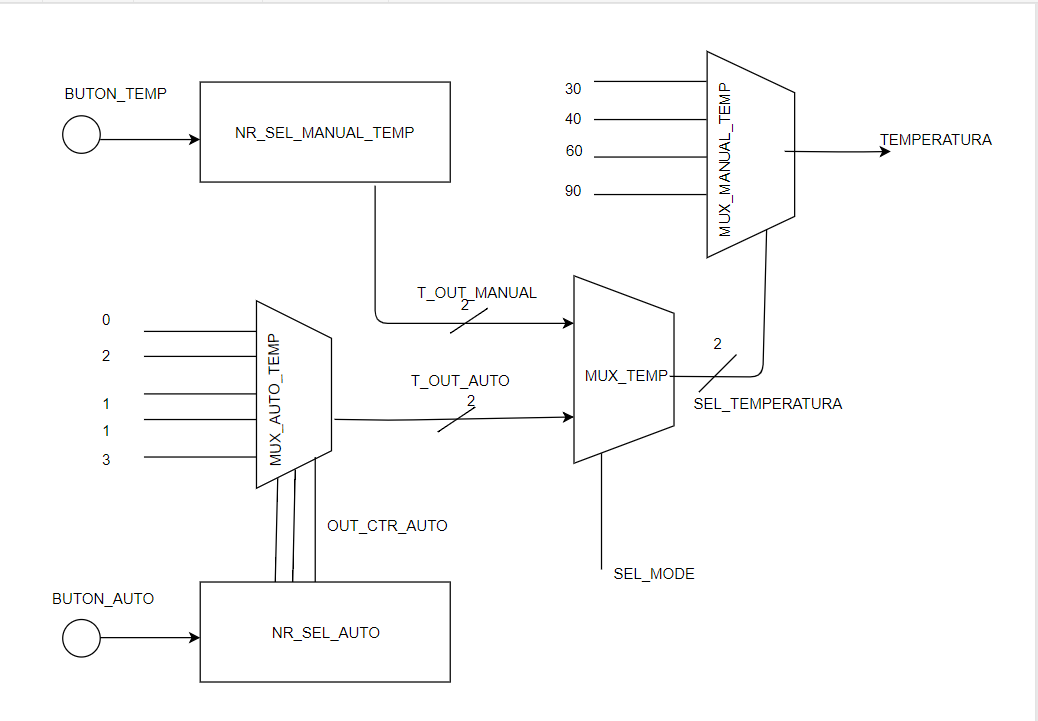 BUTON_TEMP
NR_SEL_MANUAL_TEMP
30
40
60
90
MUX_MANUAL_TEMP
TEMPERATURA
T_OUT_MANUAL
2
0
2
1
1
3
MUX_AUTO_TEMP
T_OUT_AUTO
2
MUX_TEMP
2
SEL_TEMPERATURA
OUT_CTR_AUTO
SEL_MODE
BUTON_AUTO
NR_SEL_AUTO